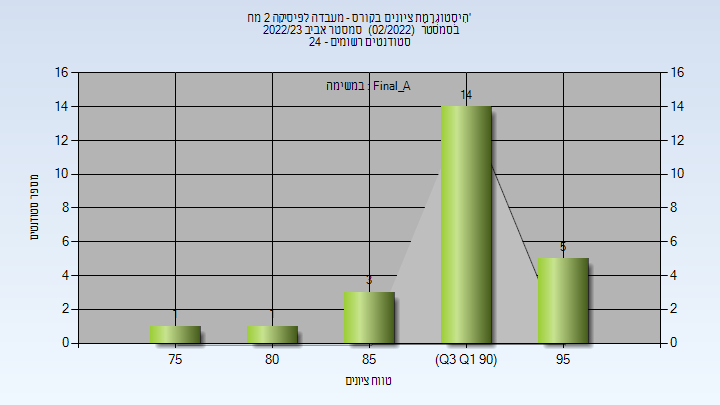 הִיסְטוֹגְרָמַת ציונים בקורס - מעבדה לפיסיקה 2 מח'
בסמסטר (02/2022) סמסטר אביב 2022/23
סטודנטים רשומים - 24
במשימה : Final_A
16 16
14 14 14
12 12
10 10
8 8
6 6
5
4 4
3
2 2
1 1
0 0
75 80 85 (Q3 Q1 90) 95
טווח ציונים
מספר סטודנטים